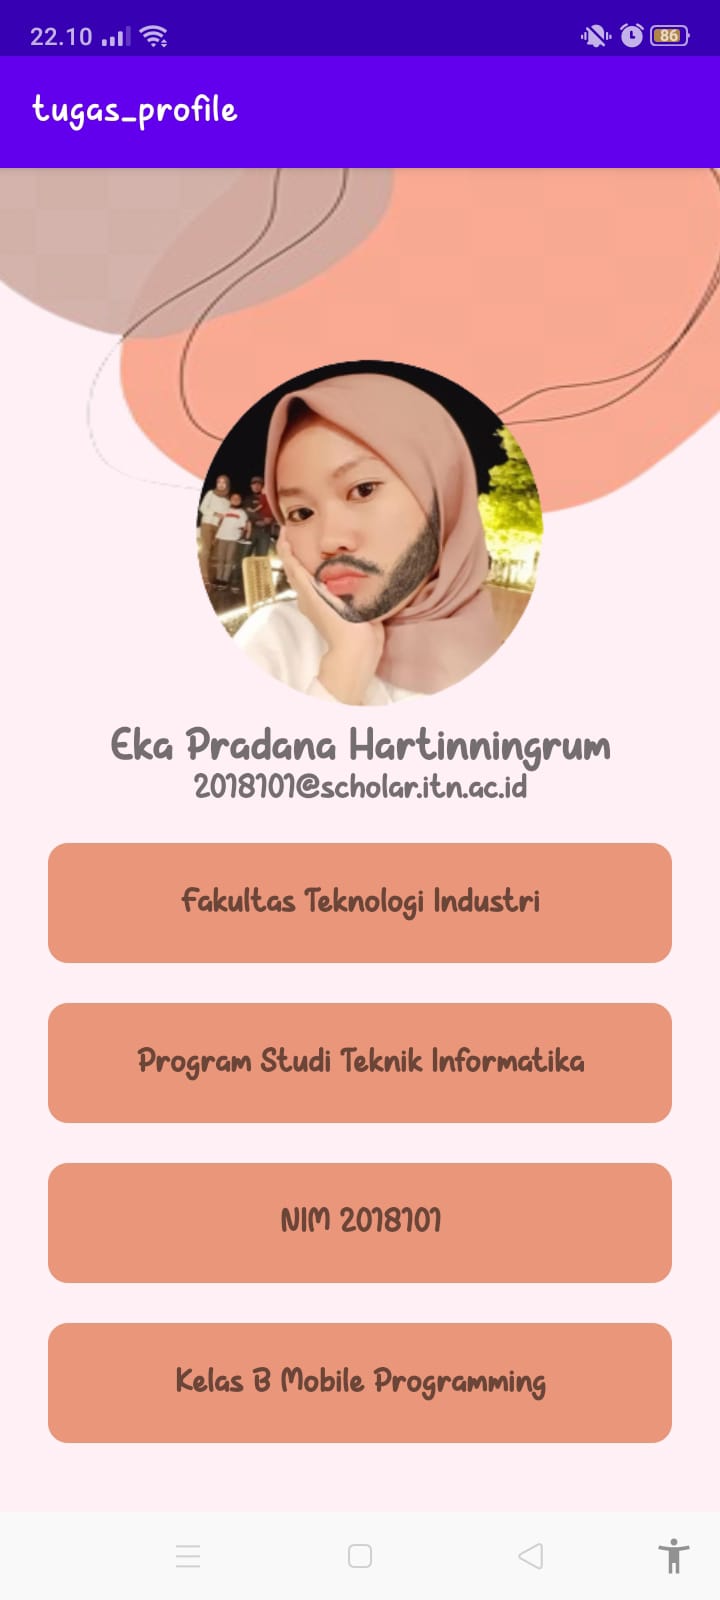 22.10
86
tugas_profile
Eka Pradana Hartinningrum
2018101@scholar.itn.ac.id
Fakultas Teknologi Industri
Program Studi Teknik Informatika
NIM 2018101
Kelas B Mobile Programming